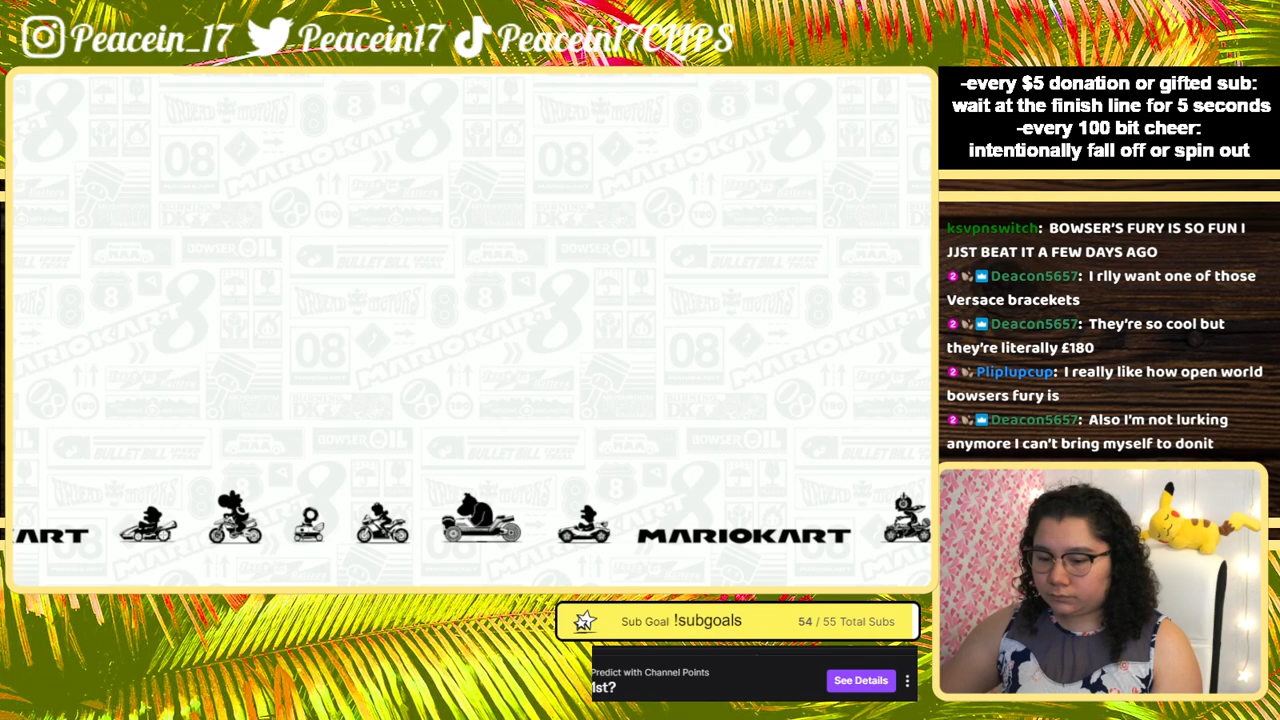 Peacein_17 Peacein17 Peacein17CLIPS
-every $5 donation or gifted sub:
wait at the finish line for 5 seconds
-every 100 bit cheer:
intentionally fall off or spin out
ksvpnswitch: BOWSER'S FURY IS SO FUN I
JJST BEAT IT A FEW DAYS AGO
Deacon5657: I rlly want one of those
Versace bracekets
Deacon5657: They're so cool but
they're literally £180
Pliplupcup: I really like how open world
bowsers fury is
Deacon5657: Also I'm not lurking
anymore I can't bring myself to donit
ART MARIOKART
Sub Goal !subgoals 54 / 55 Total Subs
Predict with Channel Points
1st?
See Details